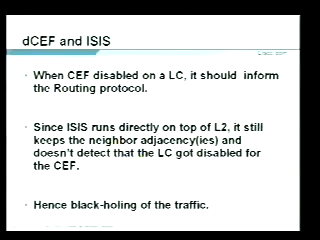 dCEF and ISIS
Cisco.com
When CEF disabled on a LC, it should inform
the Routing protocol.
Since ISIS runs directly on top of L2, it still
keeps the neighbor adjacency(ies) and
doesn't detect that the LC got disabled for
the CEF.
Hence black-holing of the traffic.